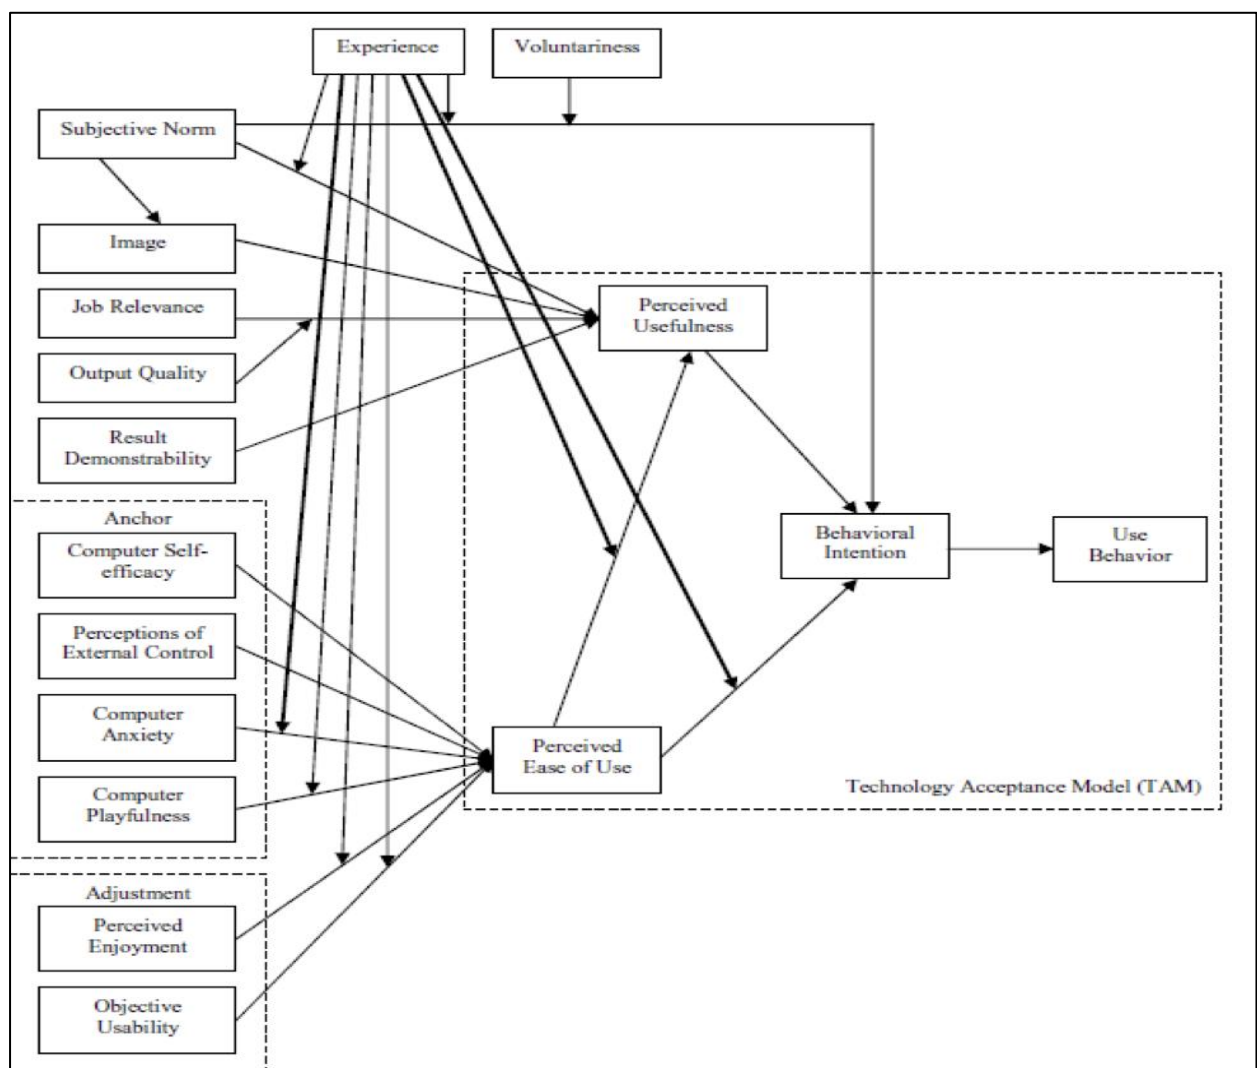 Experience
Voluntariness
Subjective Norm
Image
Job Relevance
Output Quality
Result
Demonstrability
Perceived
Usefulness
Anchor
Computer Self-
efficacy
Perceptions of
External Control
Computer
Anxiety
Computer
Playfulness
Behavioral
Intention
Use
Behavior
Perceived
Ease of Use
Technology Acceptance Model (TAM)
Adjustment
Perceived
Enjoyment
Objective
Usability